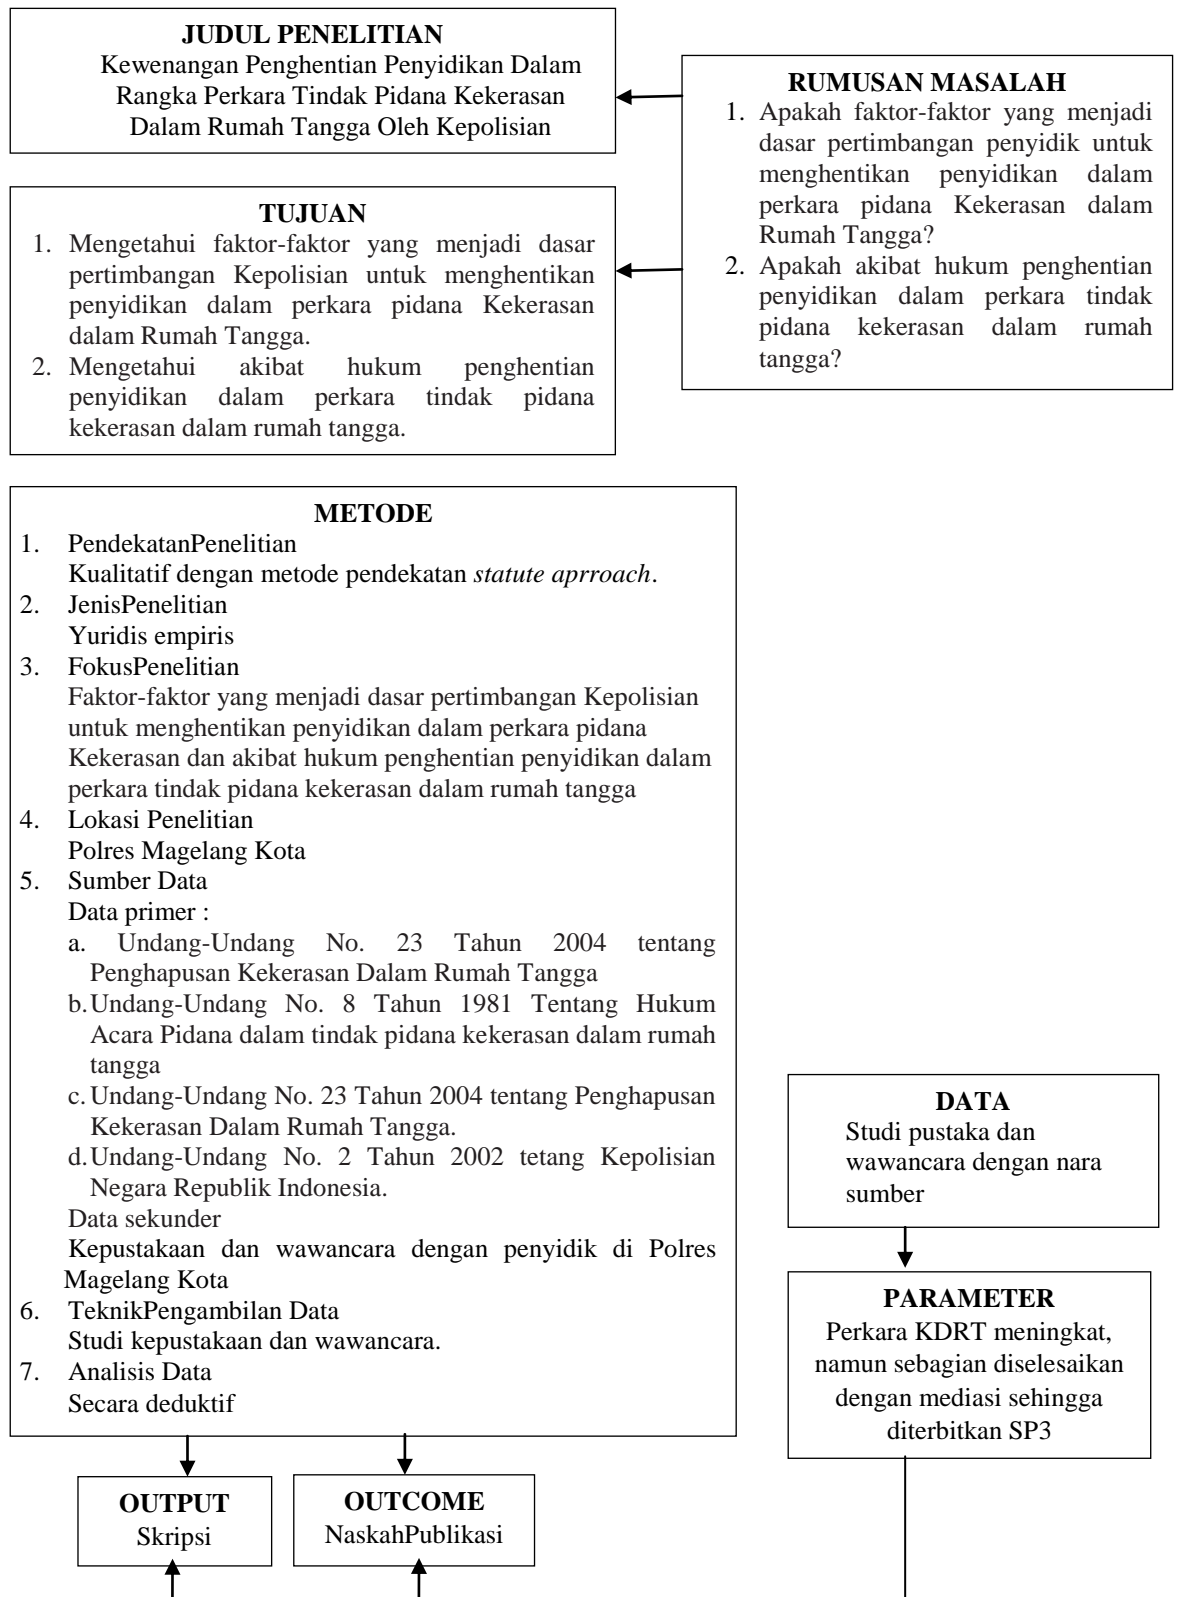 JUDUL PENELITIAN
Kewenangan Penghentian Penyidikan Dalam
Rangka Perkara Tindak Pidana Kekerasan
Dalam Rumah Tangga Oleh Kepolisian
RUMUSAN MASALAH
1. Apakah faktor-faktor yang menjadi
dasar pertimbangan penyidik untuk
menghentikan penyidikan dalam
perkara pidana Kekerasan dalam
Rumah Tangga?
2. Apakah akibat hukum penghentian
penyidikan dalam perkara tindak
pidana kekerasan dalam rumah
tangga?
TUJUAN
1. Mengetahui faktor-faktor yang menjadi dasar
pertimbangan Kepolisian untuk menghentikan
penyidikan dalam perkara pidana Kekerasan
dalam Rumah Tangga.
2. Mengetahui akibat hukum penghentian
penyidikan dalam perkara tindak pidana
kekerasan dalam rumah tangga.
METODE
1. PendekatanPenelitian
Kualitatif dengan metode pendekatan statute aprroach.
2. JenisPenelitian
Yuridis empiris
3. FokusPenelitian
Faktor-faktor yang menjadi dasar pertimbangan Kepolisian
untuk menghentikan penyidikan dalam perkara pidana
Kekerasan dan akibat hukum penghentian penyidikan dalam
perkara tindak pidana kekerasan dalam rumah tangga
4. Lokasi Penelitian
Polres Magelang Kota
5. Sumber Data
Data primer :
a. Undang-Undang No. 23 Tahun 2004 tentang
Penghapusan Kekerasan Dalam Rumah Tangga
b. Undang-Undang No. 8 Tahun 1981 Tentang Hukum
Acara Pidana dalam tindak pidana kekerasan dalam rumah
tangga
c. Undang-Undang No. 23 Tahun 2004 tentang Penghapusan
Kekerasan Dalam Rumah Tangga.
d. Undang-Undang No. 2 Tahun 2002 tetang Kepolisian
Negara Republik Indonesia.
Data sekunder
Kepustakaan dan wawancara dengan penyidik di Polres
Magelang Kota
6. TeknikPengambilan Data
Studi kepustakaan dan wawancara.
7. Analisis Data
Secara deduktif
DATA
Studi pustaka dan
wawancara dengan nara
sumber
PARAMETER
Perkara KDRT meningkat,
namun sebagian diselesaikan
dengan mediasi sehingga
diterbitkan SP3
OUTPUT
Skripsi
OUTCOME
NaskahPublikasi